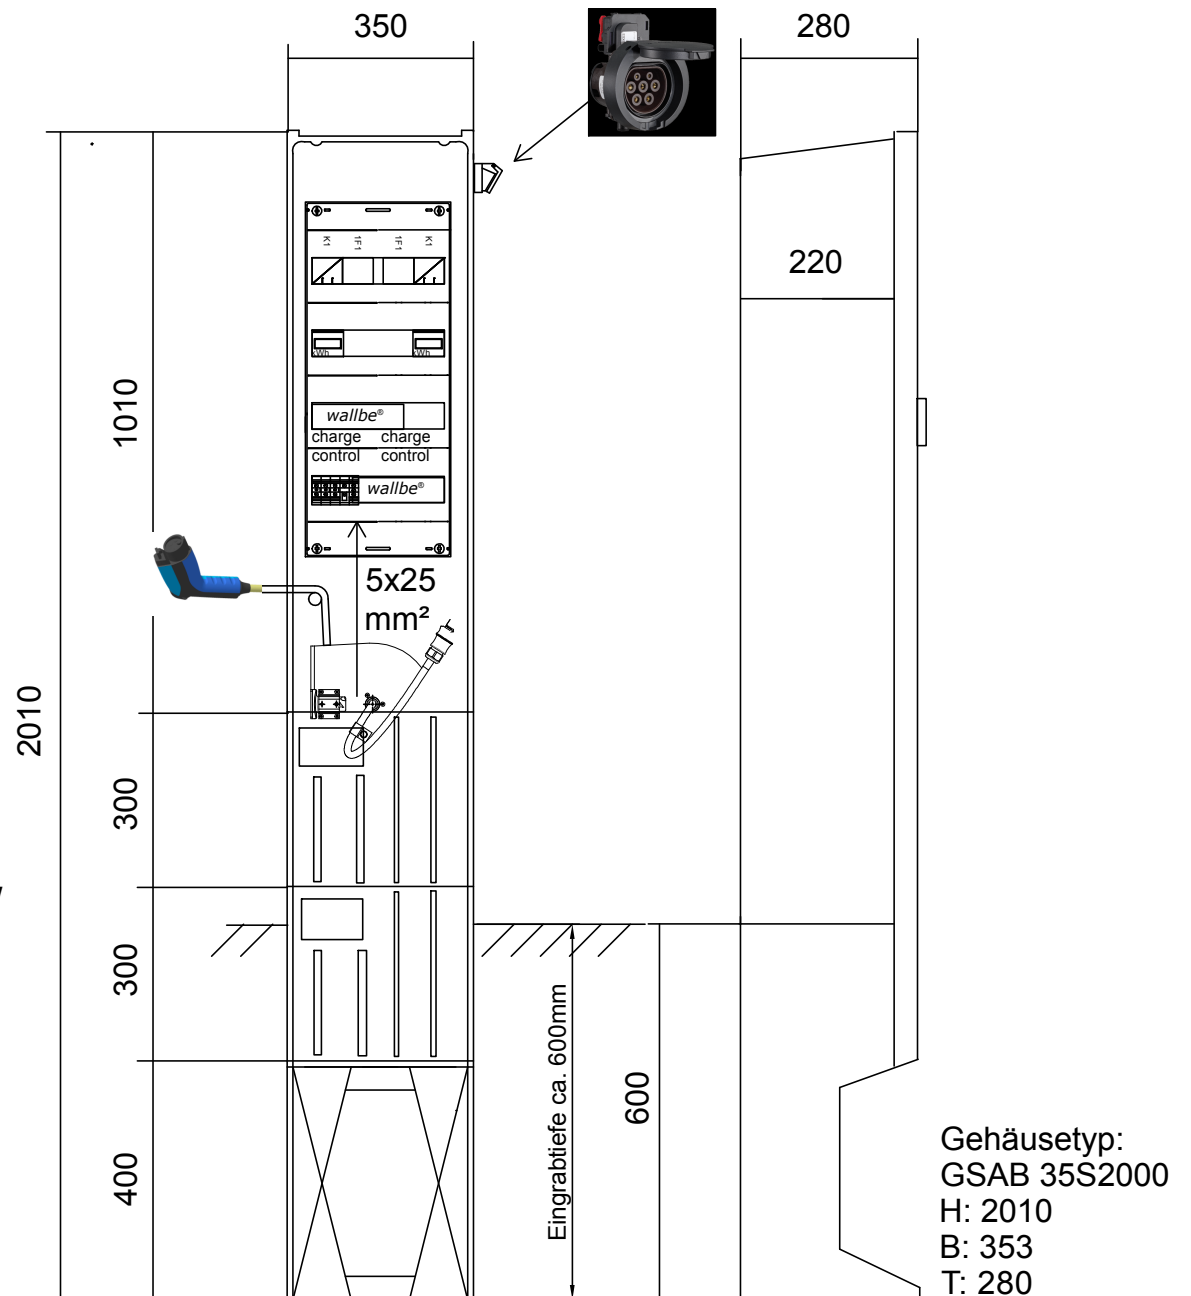 350
280
K1 1F1 1F1 K1
220
kWh kWh
1010
wallbe®
charge charge
control control
wallbe®
5x25
mm²
2010
300
300
Eingrabtiefe ca. 600mm
600
400
Gehäusetyp:
GSAB 35S2000
H: 2010
B: 353
T: 280